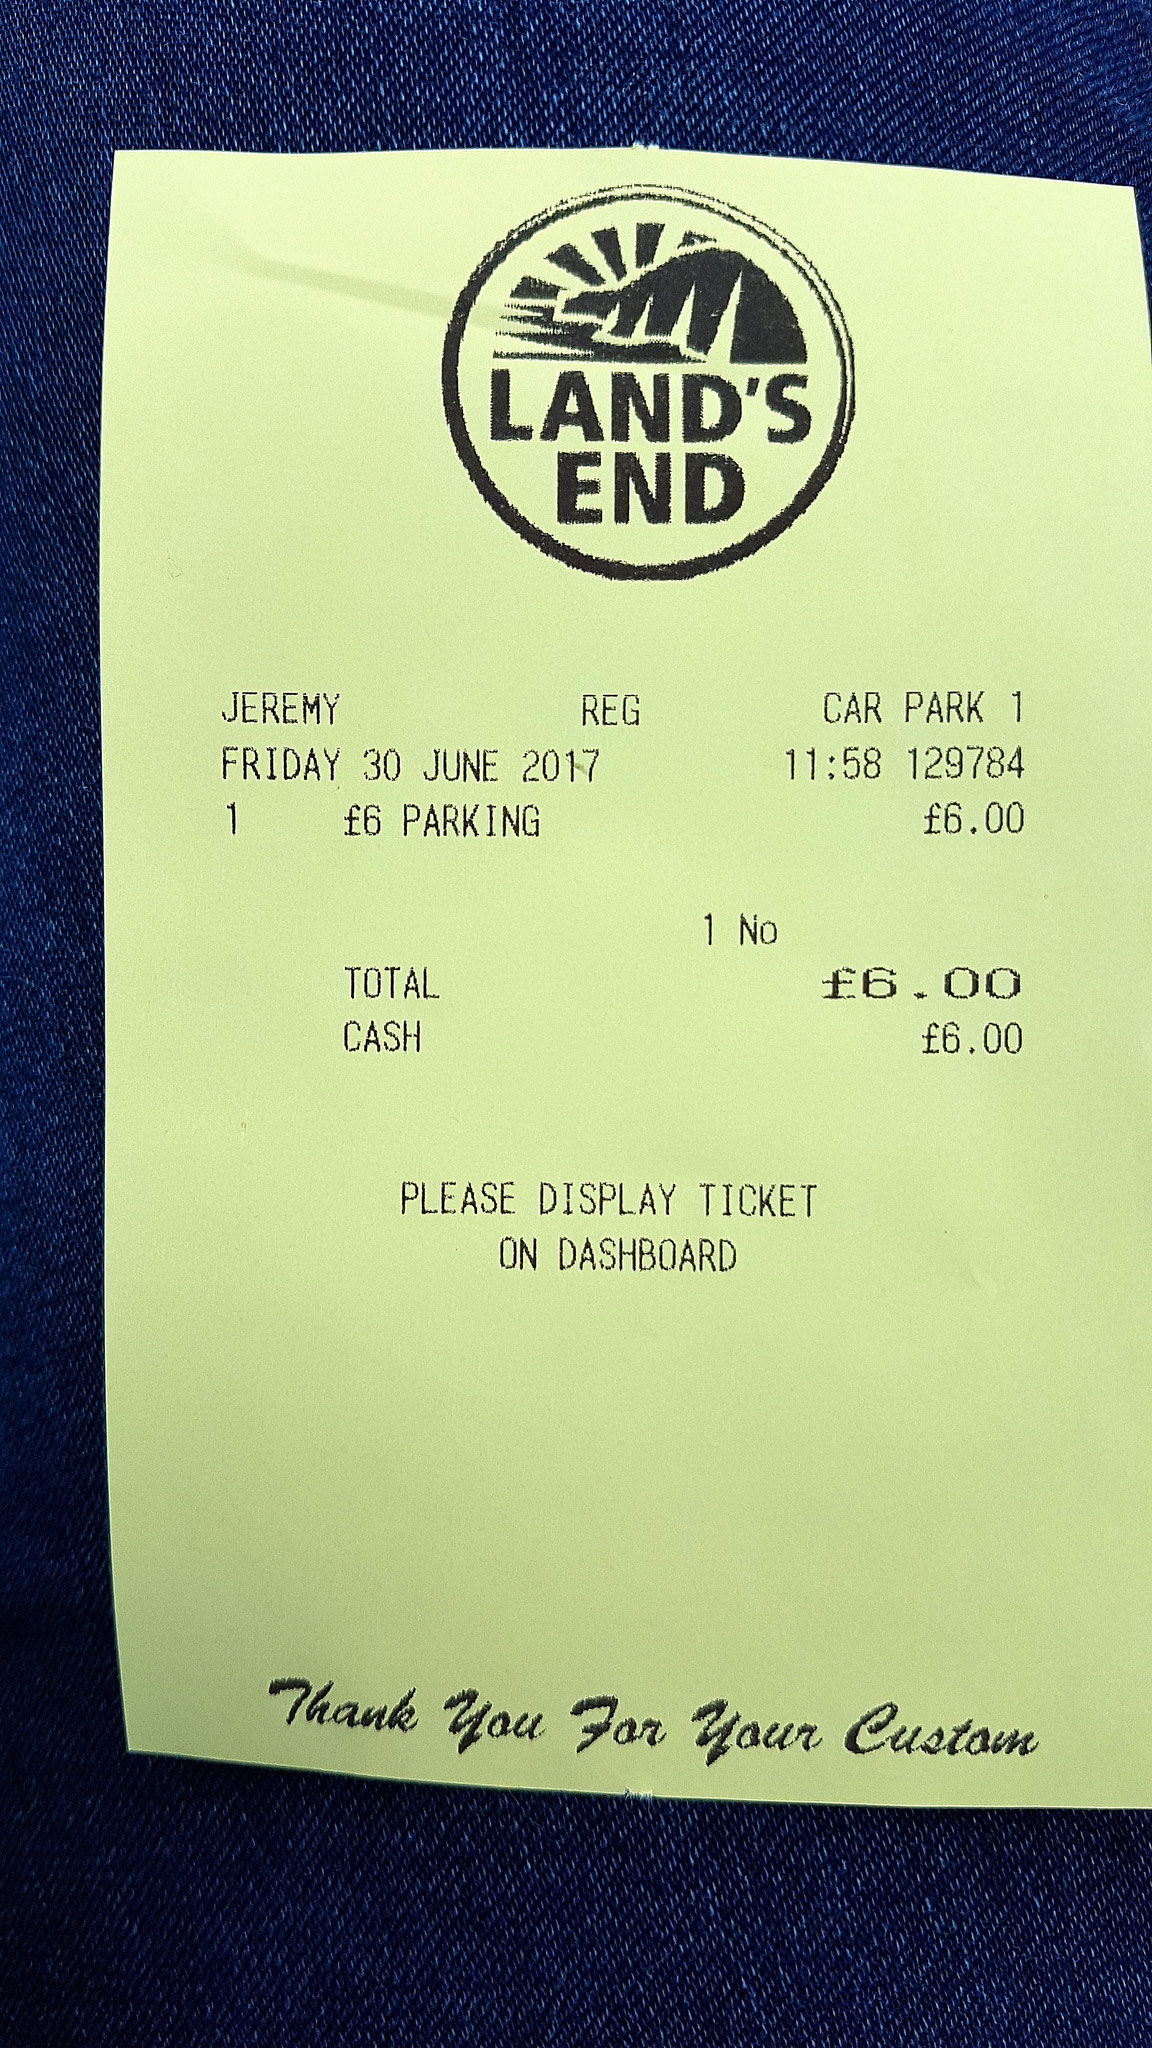 LAND'S
END
JEREMY REG CAR PARK 1
FRIDAY 30 JUNE 2017 11:58 129784
1 £6 PARKING £6.00
1 No
TOTAL £6.00
CASH £6.00
PLEASE DISPLAY TICKET
ON DASHBOARD
Thank You For Your Custom